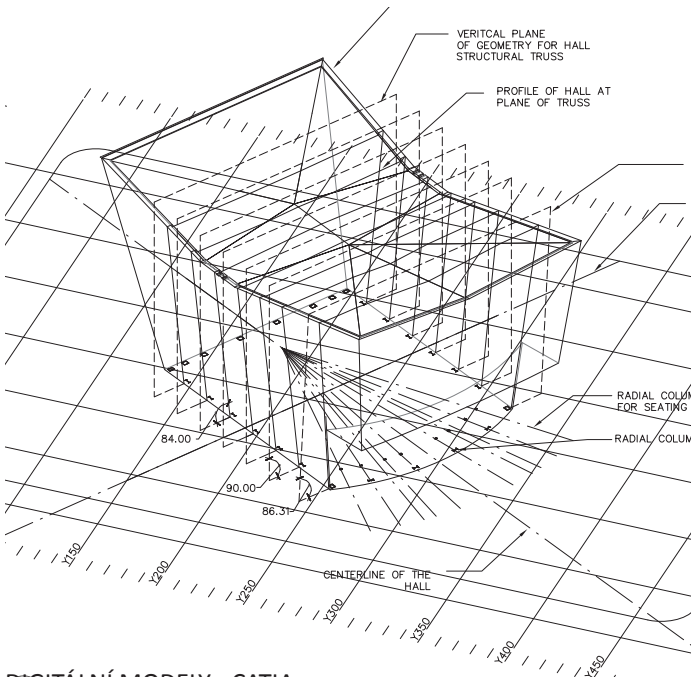 VERITCAL PLANE
OF GEOMETRY FOR HALL
STRUCTURAL TRUSS
PROFILE OF HALL AT
PLANE OF TRUSS
RADIAL COLUM
FOR SEATING
RADIAL COLUM
84.00
90.00
86.31
CENTERLINE OF THE
HALL
Y150
Y200
Y250
Y300
Y350
Y400
Y450
DIGITÁLNÍ MODELY - CATIA